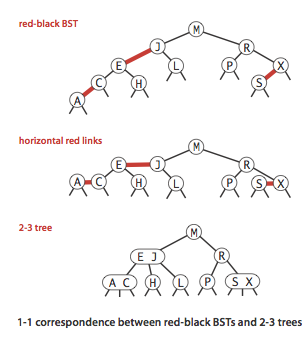 red-black BST
M
J R
E L P X
C H S
A
horizontal red links
M
E J R
A C H L P S X
2-3 tree
M
E J R
A C H L P S X
1-1 correspondence between red-black BSTs and 2-3 trees